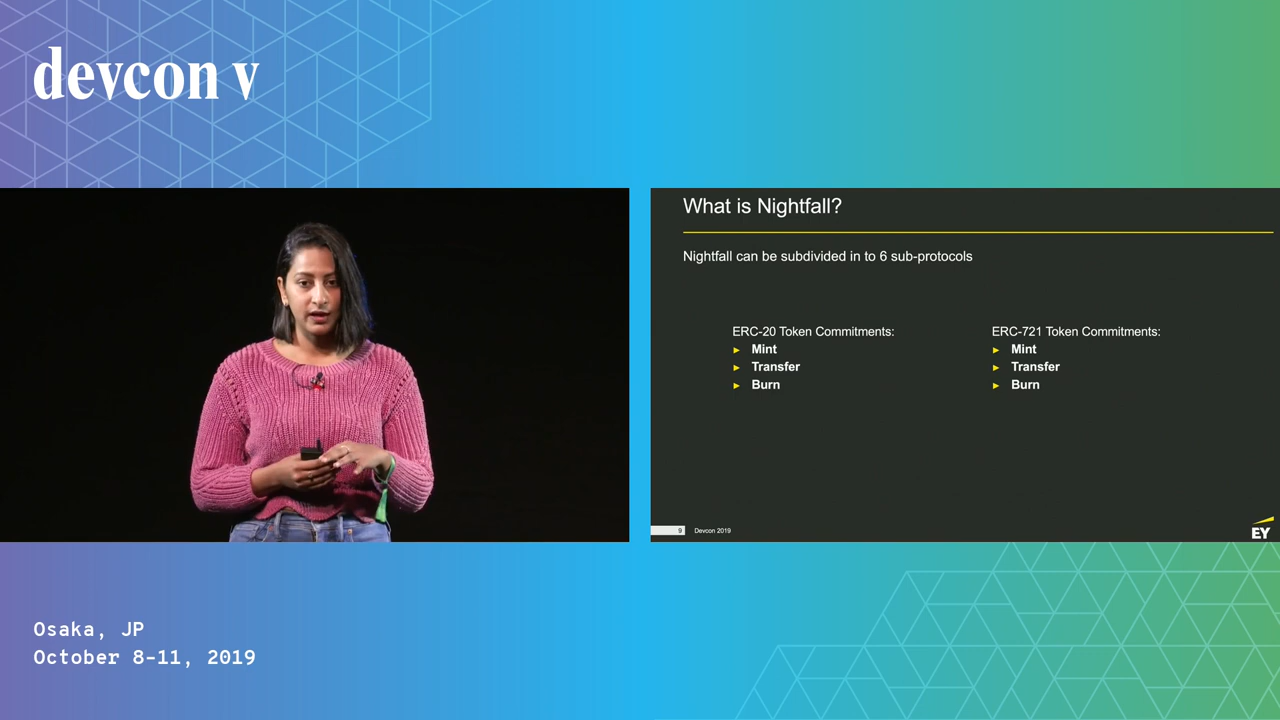 devcon v
What is Nightfall?
Nightfall can be subdivided in to 6 sub-protocols
ERC-20 Token Commitments:
► Mint
► Transfer
► Burn
ERC-721 Token Commitments:
► Mint
► Transfer
► Burn
9 Devcon 2019
EY
Osaka, JP
October 8-11, 2019